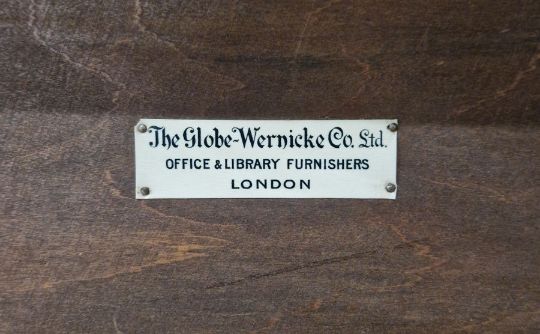 The Globe-Wernicke Co. Ltd.
OFFICE & LIBRARY FURNISHERS
LONDON